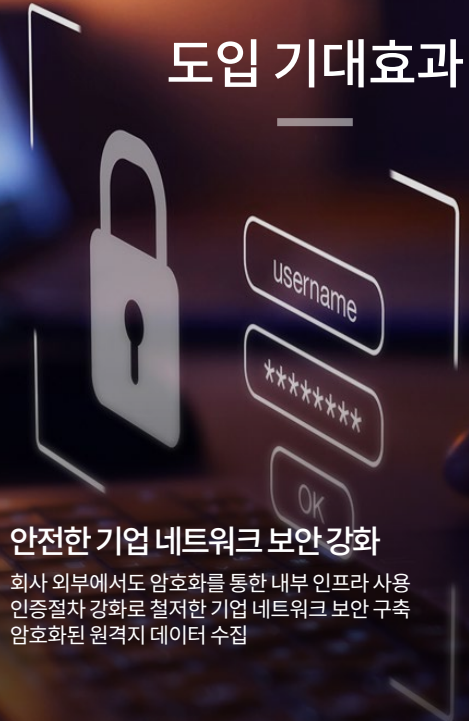 도입 기대효과
username
********
OK
안전한 기업 네트워크 보안 강화
회사 외부에서도 암호화를 통한 내부 인프라 사용
인증절차 강화로 철저한 기업 네트워크 보안 구축
암호화된 원격지 데이터 수집